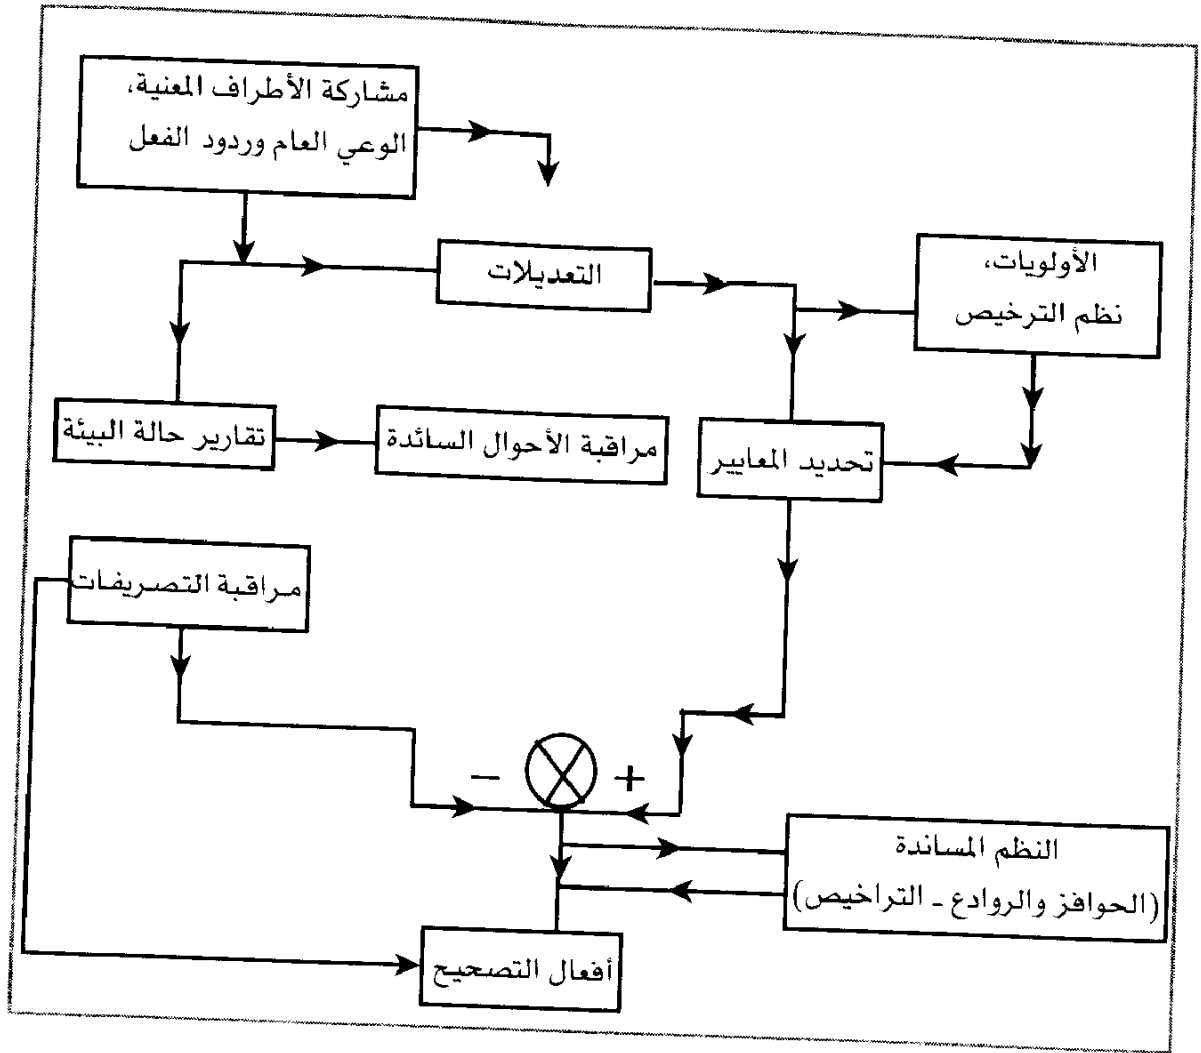 مشاركة الأطراف المعنية،
الوعي العام وردود الفعل
التعديلات
الأولويات،
نظم الترخيص
تقارير حالة البيئة
مراقبة الأحوال السائدة
تحديد المعايير
مراقبة التصريفات
−
+
النظم المساندة
(الحوافز والروادع ـ التراخيص)
أفعال التصحيح